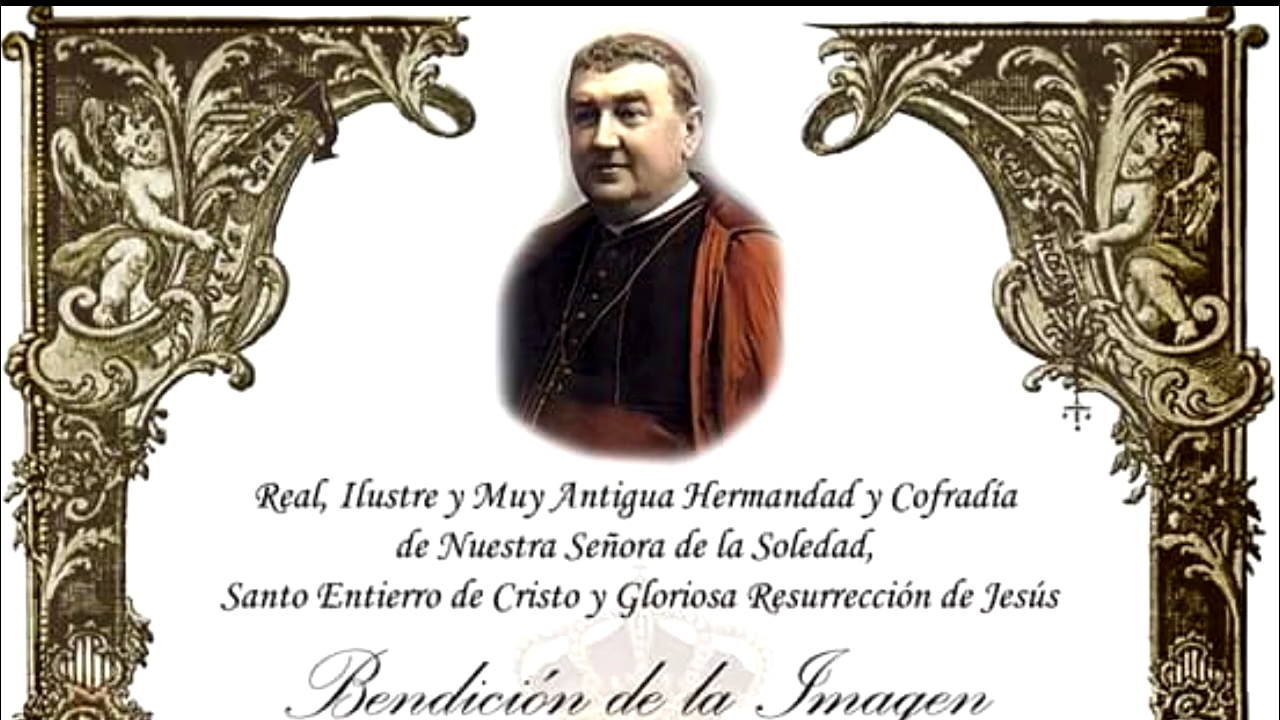 Real, Ilustre y Muy Antigua Hermandad y Cofradía
de Nuestra Señora de la Soledad,
Santo Entierro de Cristo y Gloriosa Resurrección de Jesús
Bendición de la Imagen